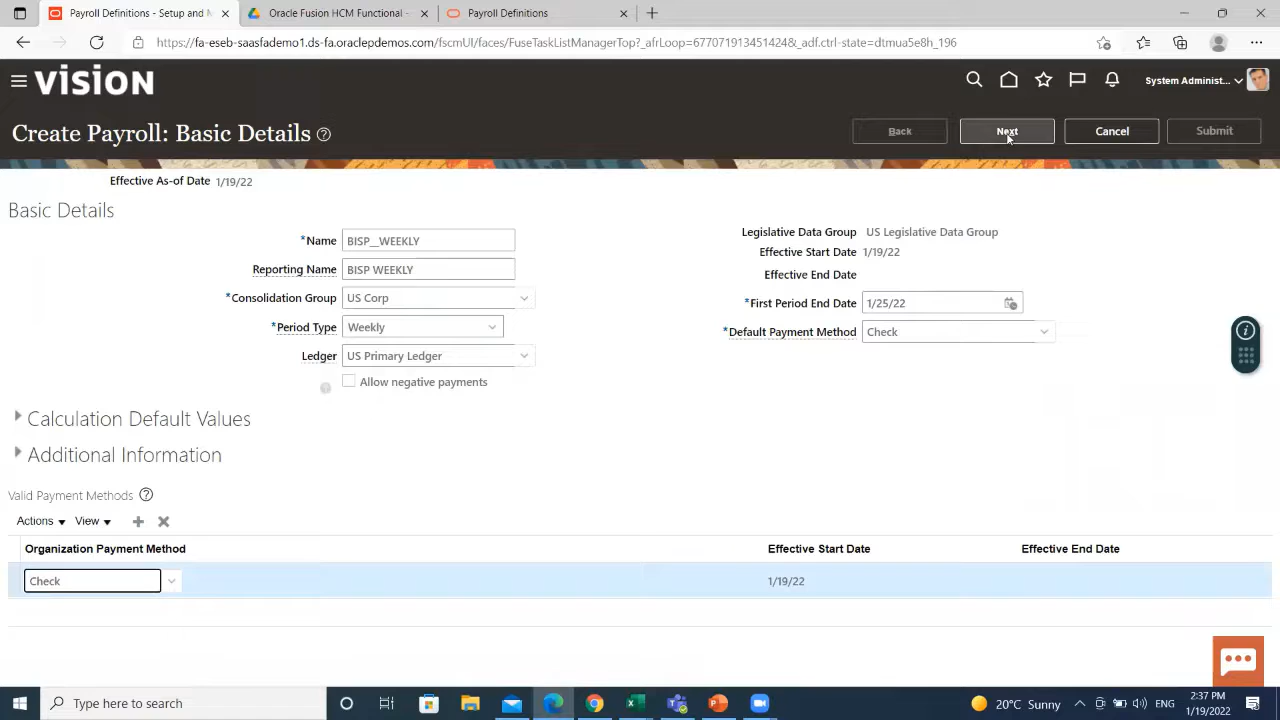 Payroll Definitions - Setup and M
Oracle Fusion HCM Functional -
Payroll Definitions
https://fa-eseb-saasfademo1.ds-fa.oraclepdemos.com/fscmUI/faces/FuseTaskListManagerTop?_afrLoop=6770719134514248&_adf.ctrl-state=dtmua5e8h_196
VISION
System Administ...
Create Payroll: Basic Details
Back
Next
Cancel
Submit
Effective As-of Date 1/19/22
Basic Details
*Name BISP__WEEKLY
Reporting Name BISP WEEKLY
*Consolidation Group US Corp
*Period Type Weekly
Ledger US Primary Ledger
Allow negative payments
Legislative Data Group US Legislative Data Group
Effective Start Date 1/19/22
Effective End Date
*First Period End Date 1/25/22
*Default Payment Method Check
Calculation Default Values
Additional Information
Valid Payment Methods
Actions View
Organization Payment Method Effective Start Date Effective End Date
Check 1/19/22
Type here to search
20°C Sunny
ENG
2:37 PM
1/19/2022